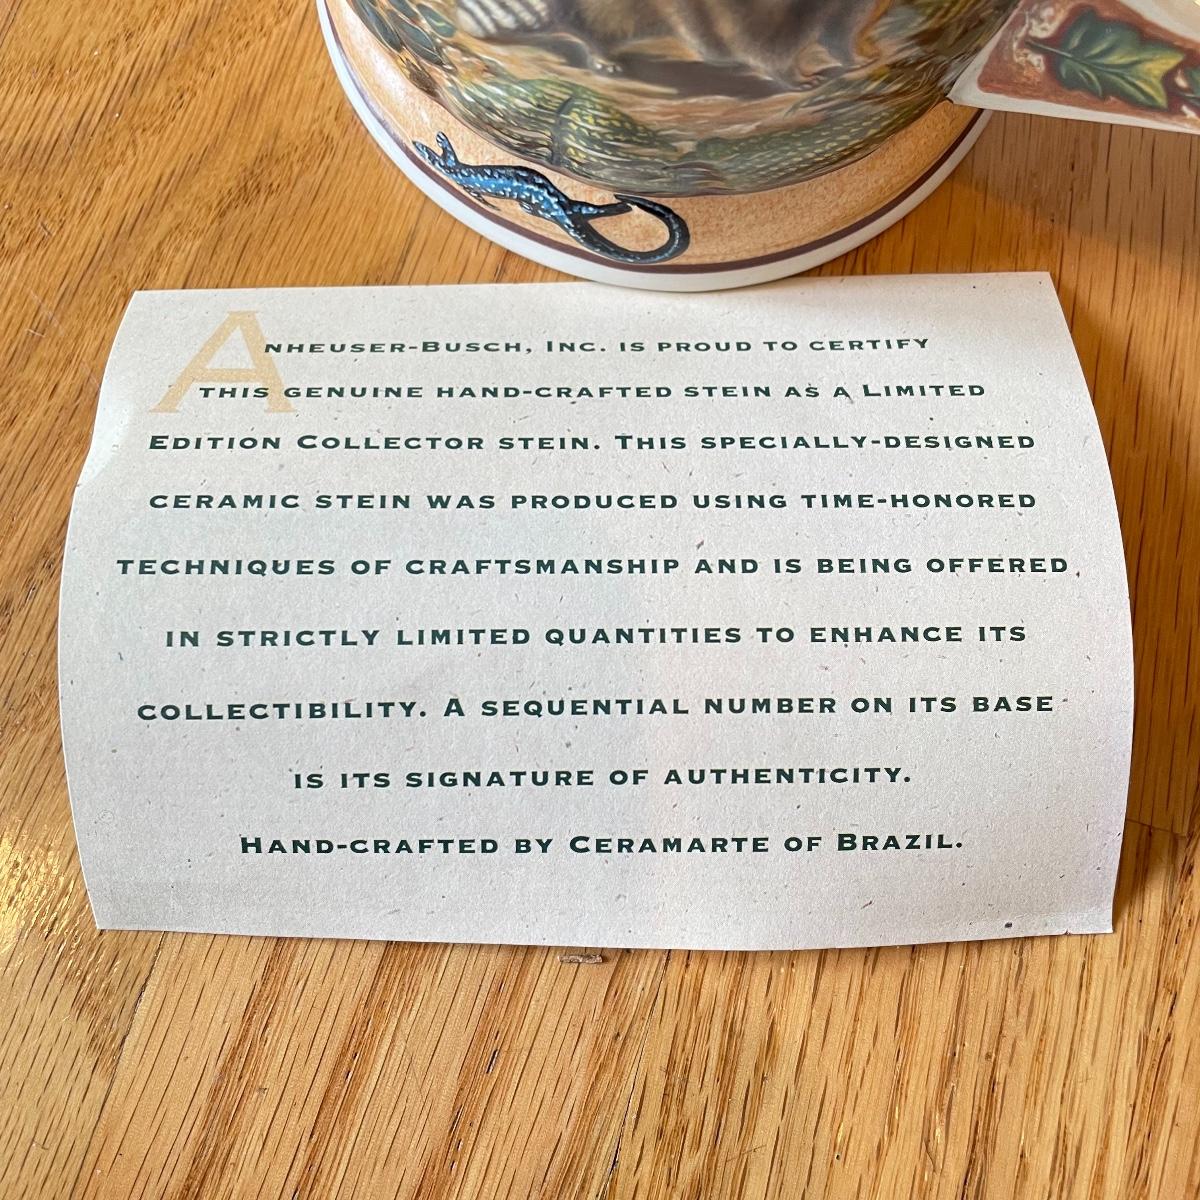 Anheuser-Busch, Inc. is proud to certify
this genuine hand-crafted stein as a Limited
Edition Collector stein. This specially-designed
ceramic stein was produced using time-honored
techniques of craftsmanship and is being offered
in strictly limited quantities to enhance its
collectibility. A sequential number on its base
is its signature of authenticity.
Hand-crafted by Ceramarte of Brazil.